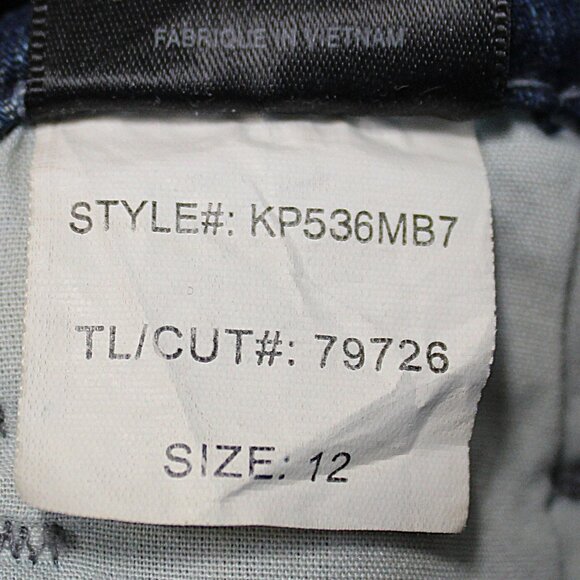 FABRIQUE IN VIETNAM
STYLE#: KP536MB7
TL/CUT#: 79726
SIZE: 12